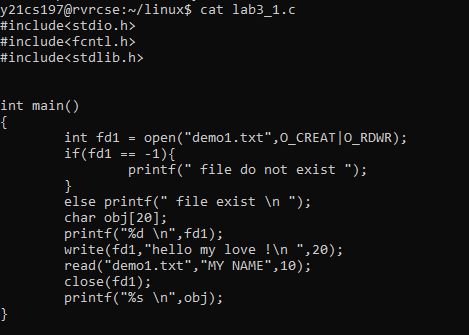 y21cs197@rvrcse:~/linux$ cat lab3_1.c
#include<stdio.h>
#include<fcntl.h>
#include<stdlib.h>
int main()
{
        int fd1 = open("demo1.txt",O_CREAT|O_RDWR);
        if(fd1 == -1){
                printf(" file do not exist ");
        }
        else printf(" file exist \n ");
        char obj[20];
        printf("%d \n",fd1);
        write(fd1,"hello my love !\n ",20);
        read("demo1.txt","MY NAME",10);
        close(fd1);
        printf("%s \n",obj);
}